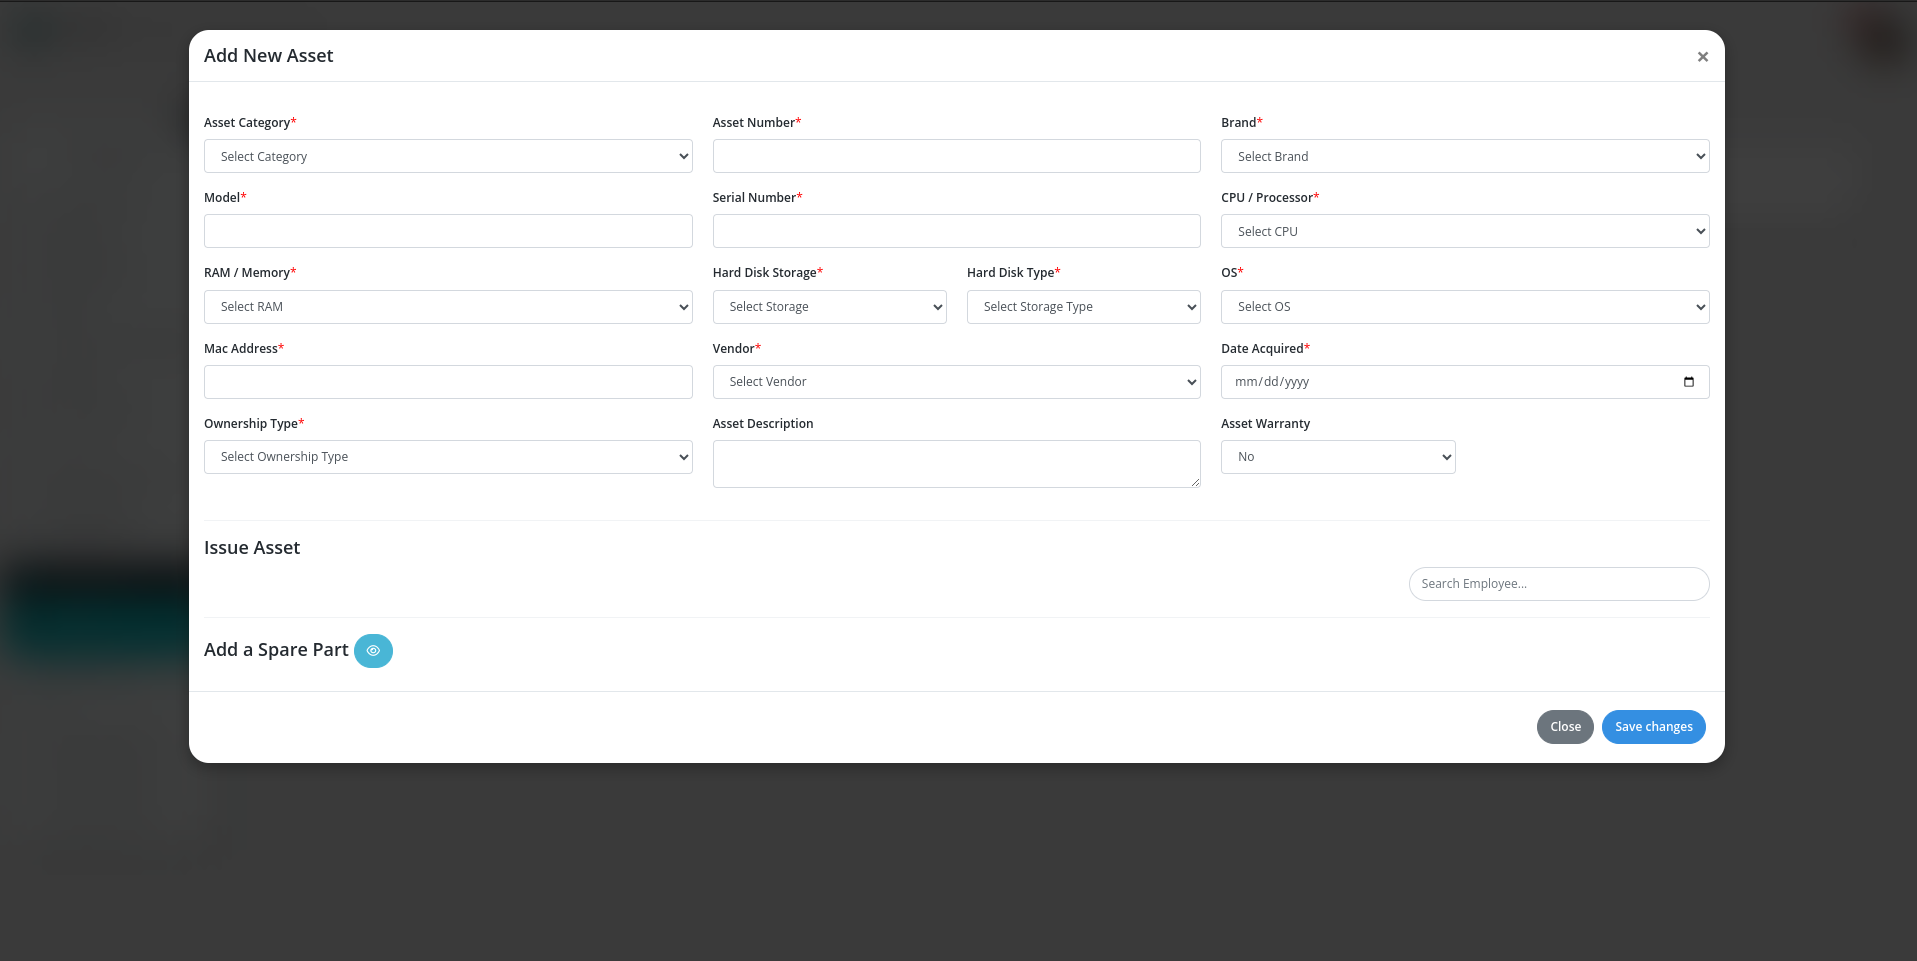 Add New Asset ×
Asset Category* Asset Number* Brand*
Select Category Select Brand
Model* Serial Number* CPU / Processor*
Select CPU
RAM / Memory* Hard Disk Storage* Hard Disk Type* OS*
Select RAM Select Storage Select Storage Type Select OS
Mac Address* Vendor* Date Acquired*
Select Vendor mm/dd/yyyy
Ownership Type* Asset Description Asset Warranty
Select Ownership Type No
Issue Asset
Search Employee...
Add a Spare Part
Close Save changes